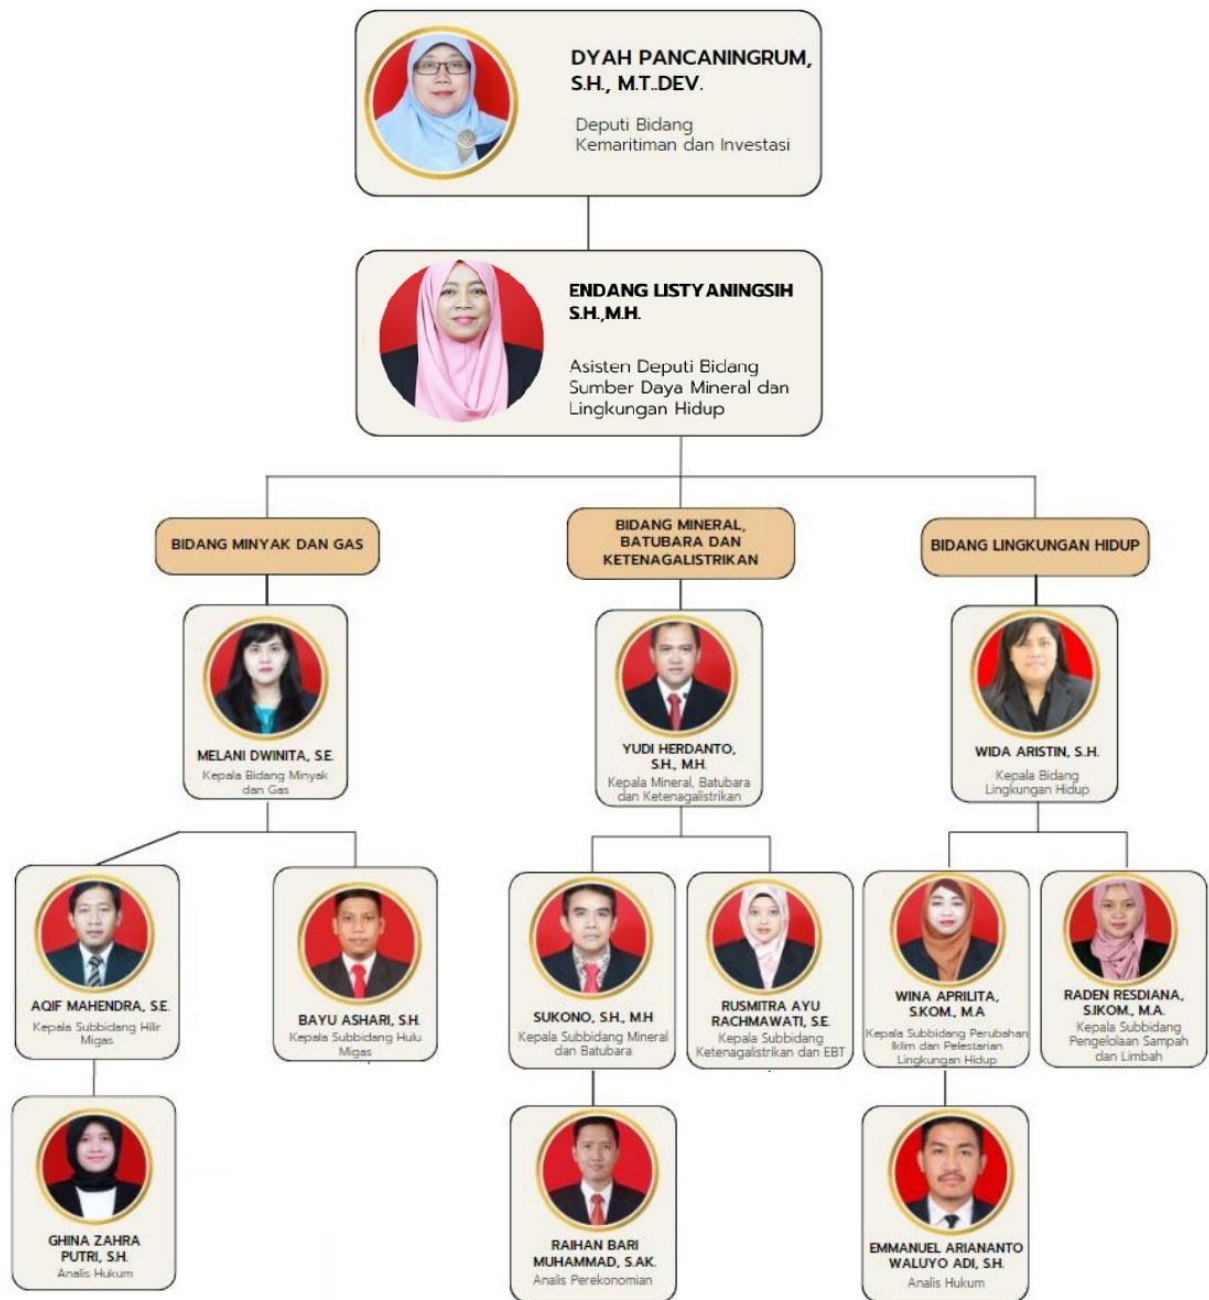 DYAH PANCANINGRUM,
S.H., M.T..DEV.
Deputi Bidang
Kemaritiman dan Investasi
ENDANG LISTYANINGSIH
S.H.,M.H.
Asisten Deputi Bidang
Sumber Daya Mineral dan
Lingkungan Hidup
BIDANG MINYAK DAN GAS
BIDANG MINERAL,
BATUBARA DAN
KETENAGALISTRIKAN
BIDANG LINGKUNGAN HIDUP
MELANI DWINITA, S.E.
Kepala Bidang Minyak
dan Gas
YUDI HERDANTO,
S.H., M.H.
Kepala Mineral, Batubara
dan Ketenagalistrikan
WIDA ARISTIN, S.H.
Kepala Bidang
Lingkungan Hidup
AQIF MAHENDRA, S.E.
Kepala Subbidang Hilir
Migas
BAYU ASHARI, S.H.
Kepala Subbidang Hulu
Migas
SUKONO, S.H., M.H
Kepala Subbidang Mineral
dan Batubara
RUSMITRA AYU
RACHMAWATI, S.E.
Kepala Subbidang
Ketenagalistrikan dan EBT
WINA APRILITA,
S.KOM., M.A
Kepala Subbidang Perubahan
Iklim dan Pelestarian
Lingkungan Hidup
RADEN RESDIANA,
S.IKOM., M.A.
Kepala Subbidang
Pengelolaan Sampah
dan Limbah
GHINA ZAHRA
PUTRI, S.H.
Analis Hukum
RAIHAN BARI
MUHAMMAD, S.AK.
Analis Perekonomian
EMMANUEL ARIANANTO
WALUYO ADI, S.H.
Analis Hukum